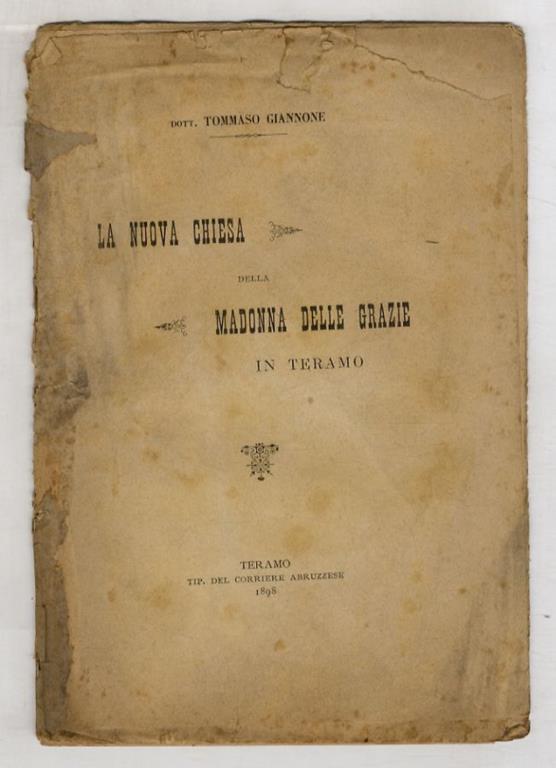 DOTT. TOMMASO GIANNONE
LA NUOVA CHIESA
DELLA
MADONNA DELLE GRAZIE
IN TERAMO
TERAMO
TIP. DEL CORRIERE ABRUZZESE
1898